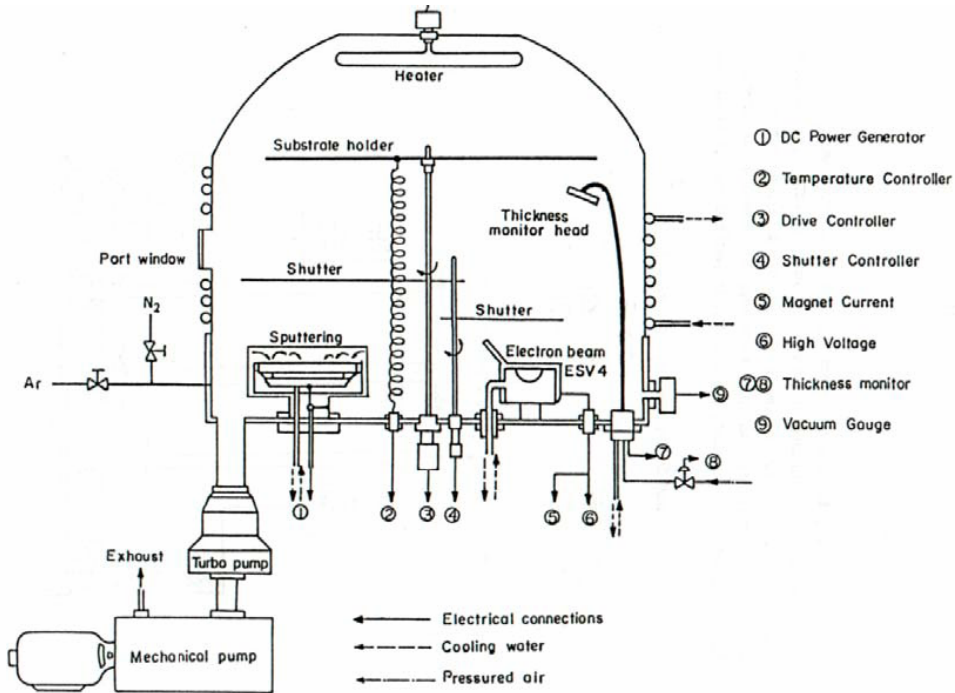 Heater
Substrate holder
Thickness
monitor head
Port window
N2
Shutter
Shutter
Sputtering
Electron beam
ESV 4
Ar
① DC Power Generator
② Temperature Controller
③ Drive Controller
④ Shutter Controller
⑤ Magnet Current
⑥ High Voltage
⑦⑧ Thickness monitor
⑨ Vacuum Gauge
⑨
⑦
⑧
① ② ③ ④ ⑤ ⑥
Exhaust
Turbo pump
Mechanical pump
Electrical connections
Cooling water
Pressured air